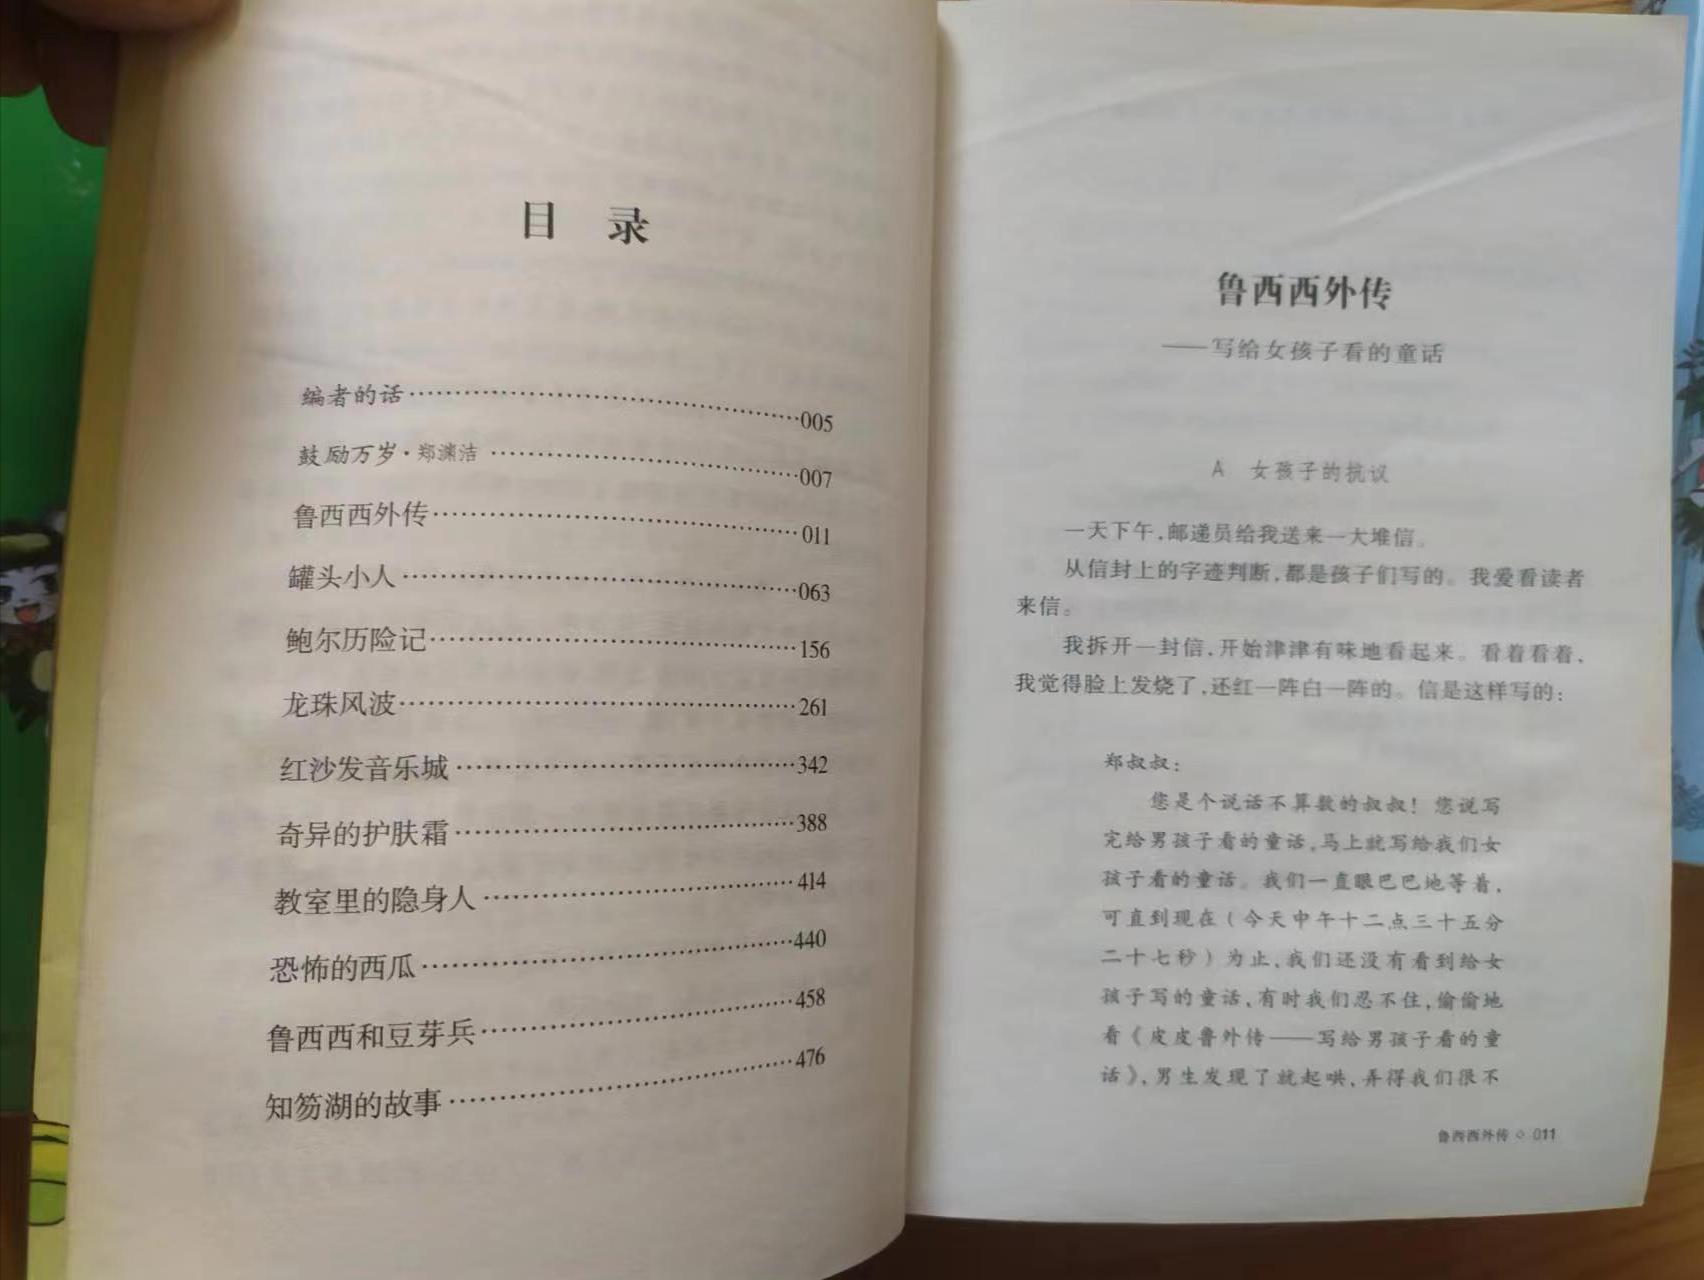 目 录
编者的话……005
鼓励万岁·郑渊洁……007
鲁西西外传……011
罐头小人……063
鲍尔历险记……156
龙珠风波……261
红沙发音乐城……342
奇异的护肤霜……388
教室里的隐身人……414
恐怖的西瓜……440
鲁西西和豆芽兵……458
知笏湖的故事……476
鲁西西外传
——写给女孩子看的童话
A 女孩子的抗议
一天下午,邮递员给我送来一大堆信。
从信封上的字迹判断,都是孩子们写的。我爱看读者
来信。
我拆开一封信,开始津津有味地看起来。看着看着,
我觉得脸上发烧了,还红一阵白一阵的。信是这样写的:
郑叔叔:
您是个说话不算数的叔叔!您说写
完给男孩子看的童话,马上就写给我们女
孩子看的童话。我们一直眼巴巴地等着,
可直到现在(今天中午十二点三十五分
二十七秒)为止,我们还没有看到给女
孩子写的童话,有时我们忍不住,偷偷地
看《皮皮鲁外传——写给男孩子看的童
话》,男生发现了就起哄,弄得我们很不
鲁西西外传 ◇ 011